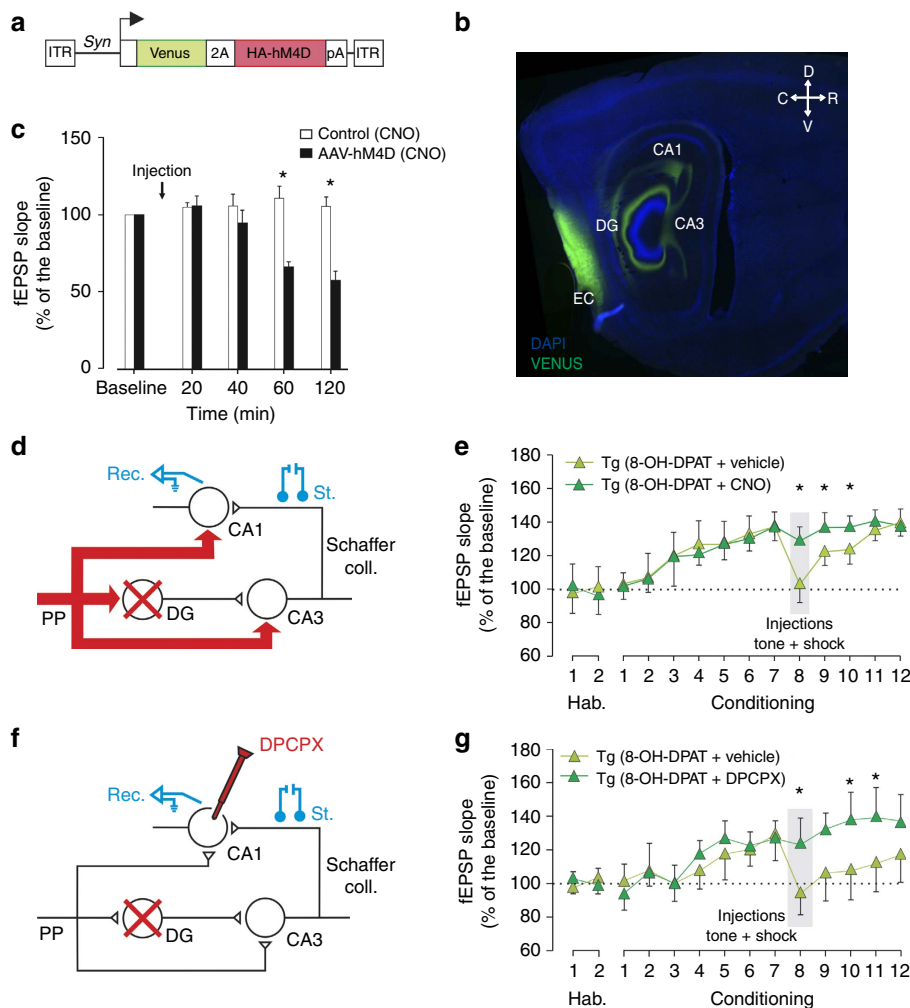 a
ITR Syn Venus 2A HA-hM4D pA ITR
b
D
C R
V
CA1
DG CA3
EC
DAPI
VENUS
c
fEPSP slope
(% of the baseline)
150
100
50
0
Injection
Control (CNO)
AAV-hM4D (CNO)
* *
Baseline 20 40 60 120
Time (min)
d
Rec. St.
CA1
Schaffer
coll.
PP DG CA3
e
fEPSP slope
(% of the baseline)
180
160
140
120
100
80
60
Tg (8-OH-DPAT + vehicle)
Tg (8-OH-DPAT + CNO)
* * *
Injections
tone + shock
1 2 1 2 3 4 5 6 7 8 9 10 11 12
Hab. Conditioning
f
DPCPX
Rec. St.
CA1
Schaffer
coll.
PP DG CA3
g
fEPSP slope
(% of the baseline)
180
160
140
120
100
80
60
Tg (8-OH-DPAT + vehicle)
Tg (8-OH-DPAT + DPCPX)
* * *
Injections
tone + shock
1 2 1 2 3 4 5 6 7 8 9 10 11 12
Hab. Conditioning